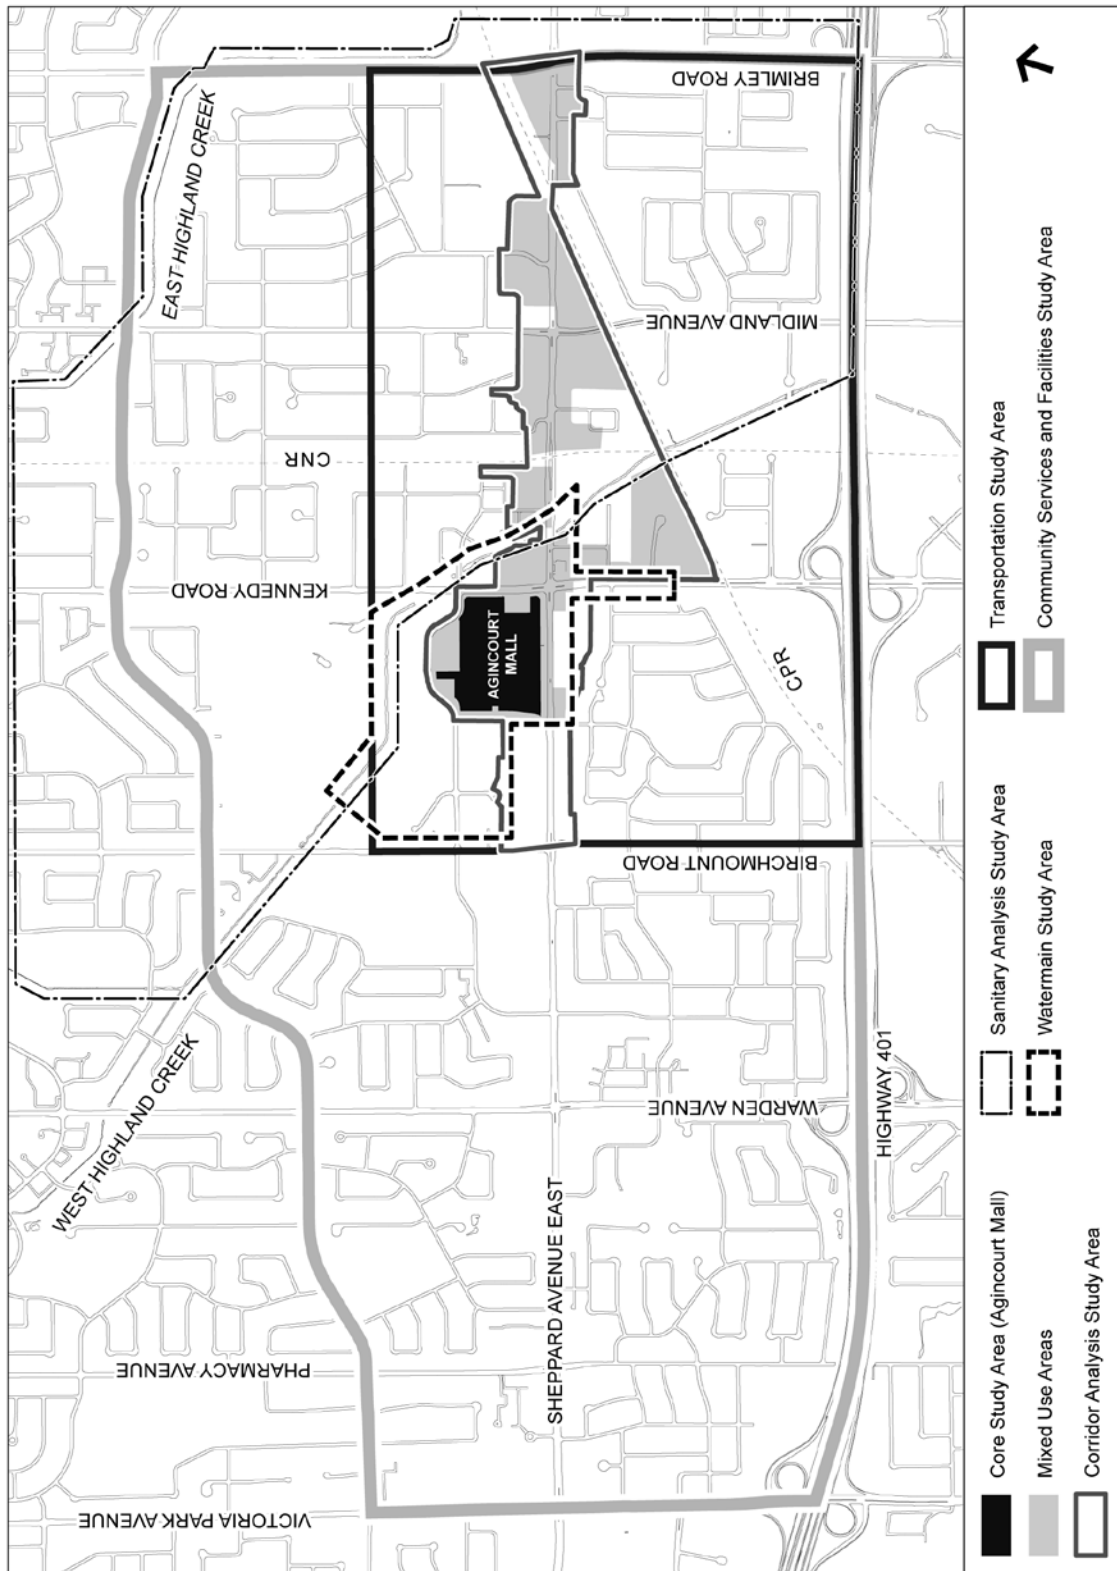 EAST HIGHLAND CREEK
WEST HIGHLAND CREEK
BRIMLEY ROAD
MIDLAND AVENUE
CNR
KENNEDY ROAD
AGINCOURT
MALL
CPR
BIRCHMOUNT ROAD
WARDEN AVENUE
HIGHWAY 401
SHEPPARD AVENUE EAST
PHARMACY AVENUE
VICTORIA PARK AVENUE
Core Study Area (Agincourt Mall)
Mixed Use Areas
Corridor Analysis Study Area
Sanitary Analysis Study Area
Watermain Study Area
Transportation Study Area
Community Services and Facilities Study Area